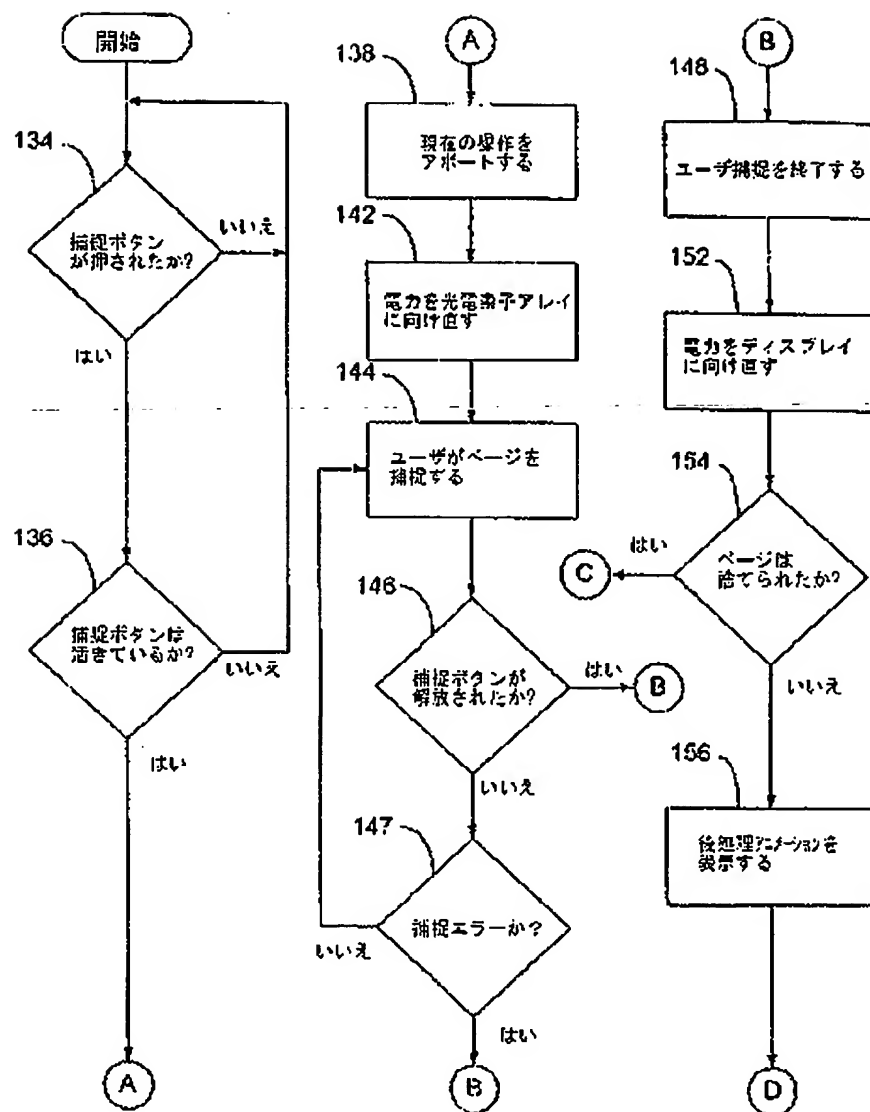 開始
134
捕捉ボタン
が押されたか?
いいえ
はい
136
捕捉ボタンは
活きているか?
いいえ
はい
A
A
138
現在の操作を
アボートする
142
電力を光電素子アレイ
に向け直す
144
ユーザがページを
捕捉する
146
捕捉ボタンが
解放されたか?
はい
B
いいえ
147
捕捉エラーか?
いいえ
はい
B
B
148
ユーザ捕捉を終了する
152
電力をディスプレイ
に向け直す
154
ページは
捨てられたか?
はい
C
いいえ
156
後処理アニメーションを
表示する
D